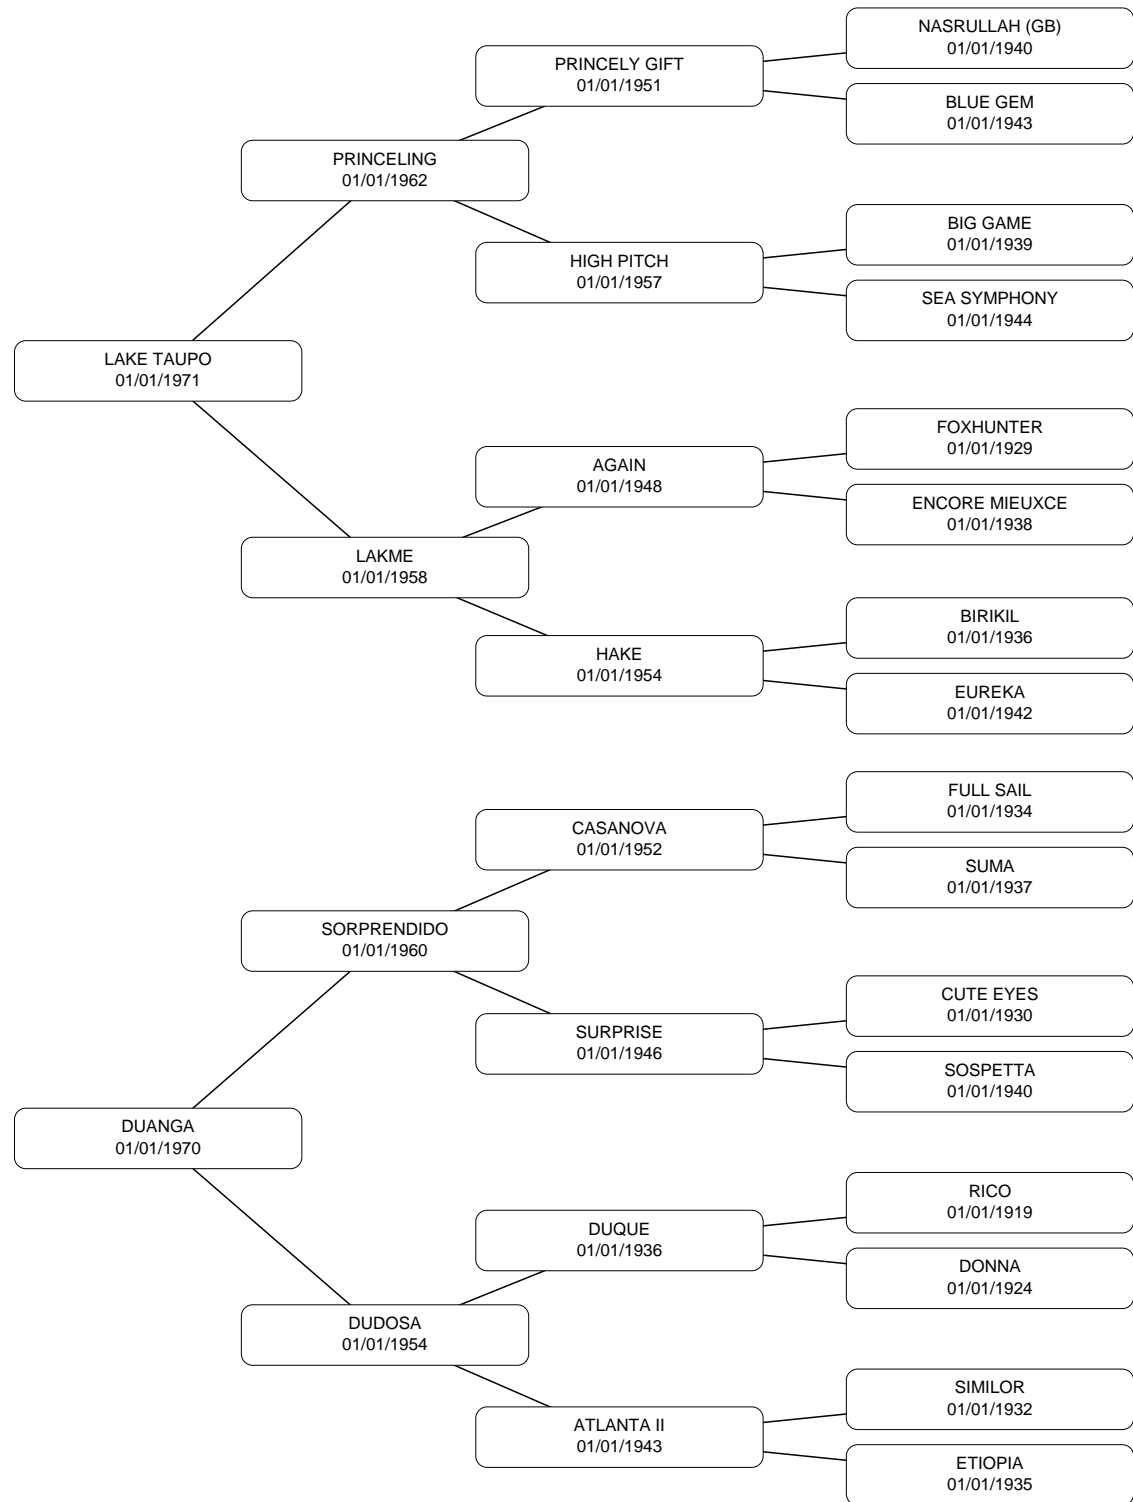 NASRULLAH (GB)
01/01/1940
PRINCELY GIFT
01/01/1951
BLUE GEM
01/01/1943
PRINCELING
01/01/1962
BIG GAME
01/01/1939
HIGH PITCH
01/01/1957
SEA SYMPHONY
01/01/1944
LAKE TAUPO
01/01/1971
FOXHUNTER
01/01/1929
AGAIN
01/01/1948
ENCORE MIEUXCE
01/01/1938
LAKME
01/01/1958
BIRIKIL
01/01/1936
HAKE
01/01/1954
EUREKA
01/01/1942
FULL SAIL
01/01/1934
CASANOVA
01/01/1952
SUMA
01/01/1937
SORPRENDIDO
01/01/1960
CUTE EYES
01/01/1930
SURPRISE
01/01/1946
SOSPETTA
01/01/1940
DUANGA
01/01/1970
RICO
01/01/1919
DUQUE
01/01/1936
DONNA
01/01/1924
DUDOSA
01/01/1954
SIMILOR
01/01/1932
ATLANTA II
01/01/1943
ETIOPIA
01/01/1935